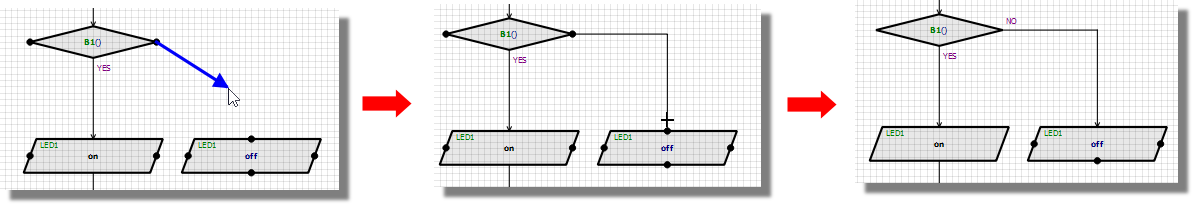 B1()
YES
LED1
on
LED1
off
B1()
YES
LED1
on
LED1
off
NO
B1()
YES
LED1
on
LED1
off